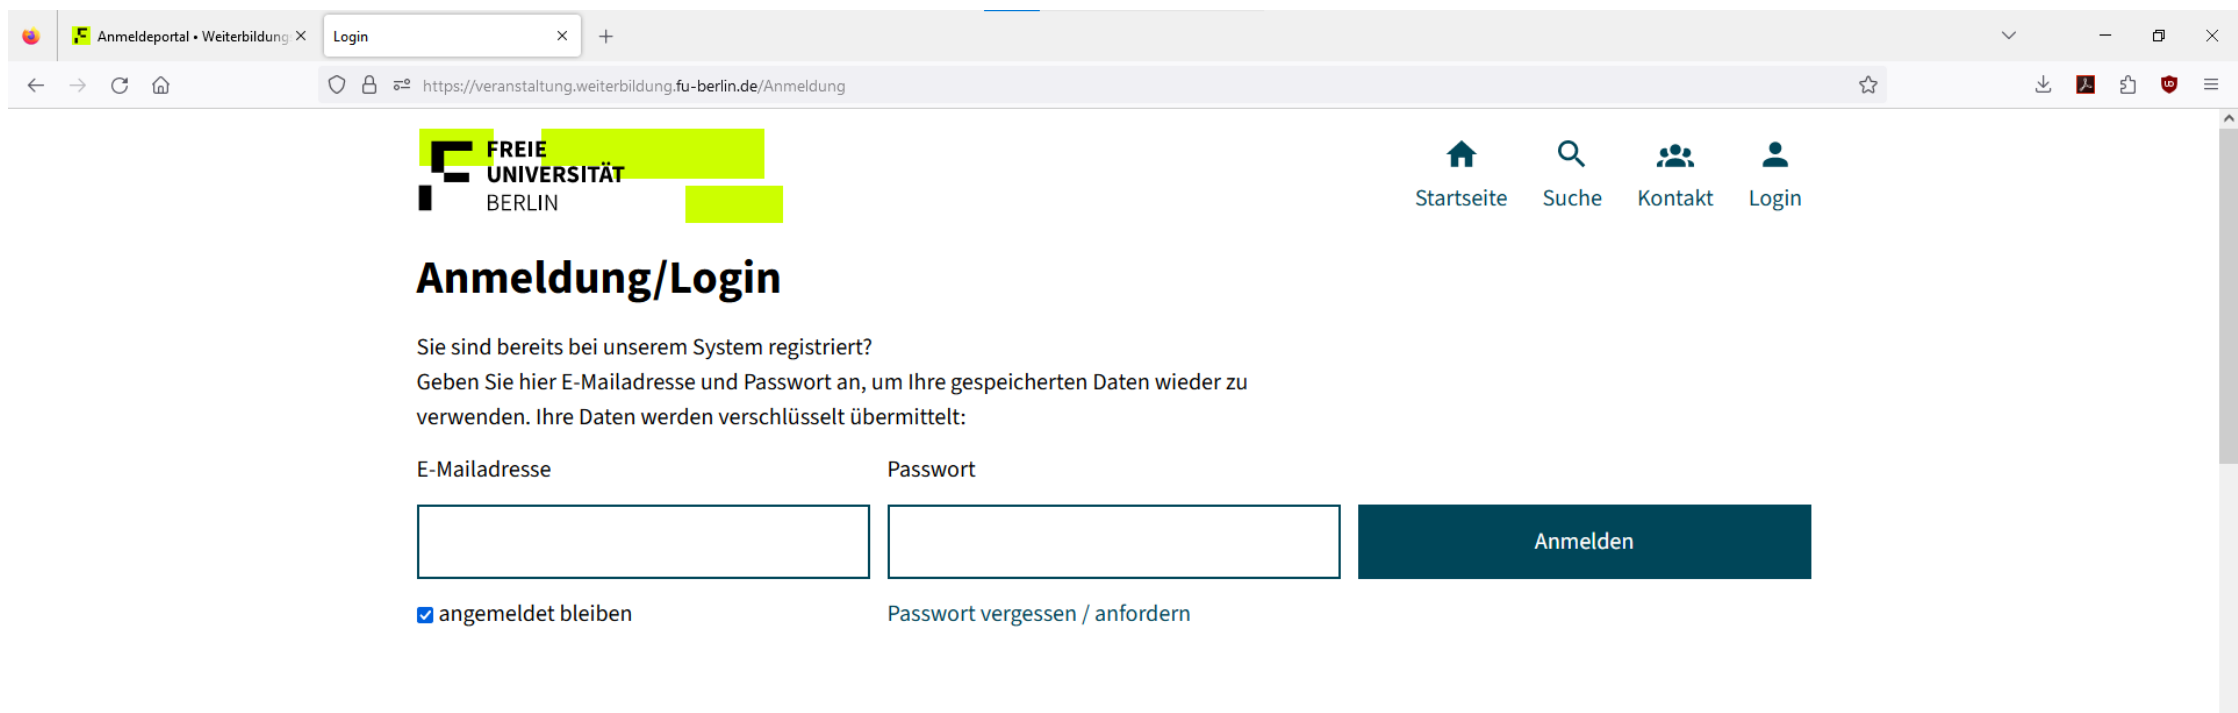 Anmeldeportal • Weiterbildung
Login
https://veranstaltung.weiterbildung.fu-berlin.de/Anmeldung
FREIE
UNIVERSITÄT
BERLIN
Startseite
Suche
Kontakt
Login
Anmeldung/Login
Sie sind bereits bei unserem System registriert?
Geben Sie hier E-Mailadresse und Passwort an, um Ihre gespeicherten Daten wieder zu
verwenden. Ihre Daten werden verschlüsselt übermittelt:
E-Mailadresse
Passwort
Anmelden
angemeldet bleiben
Passwort vergessen / anfordern